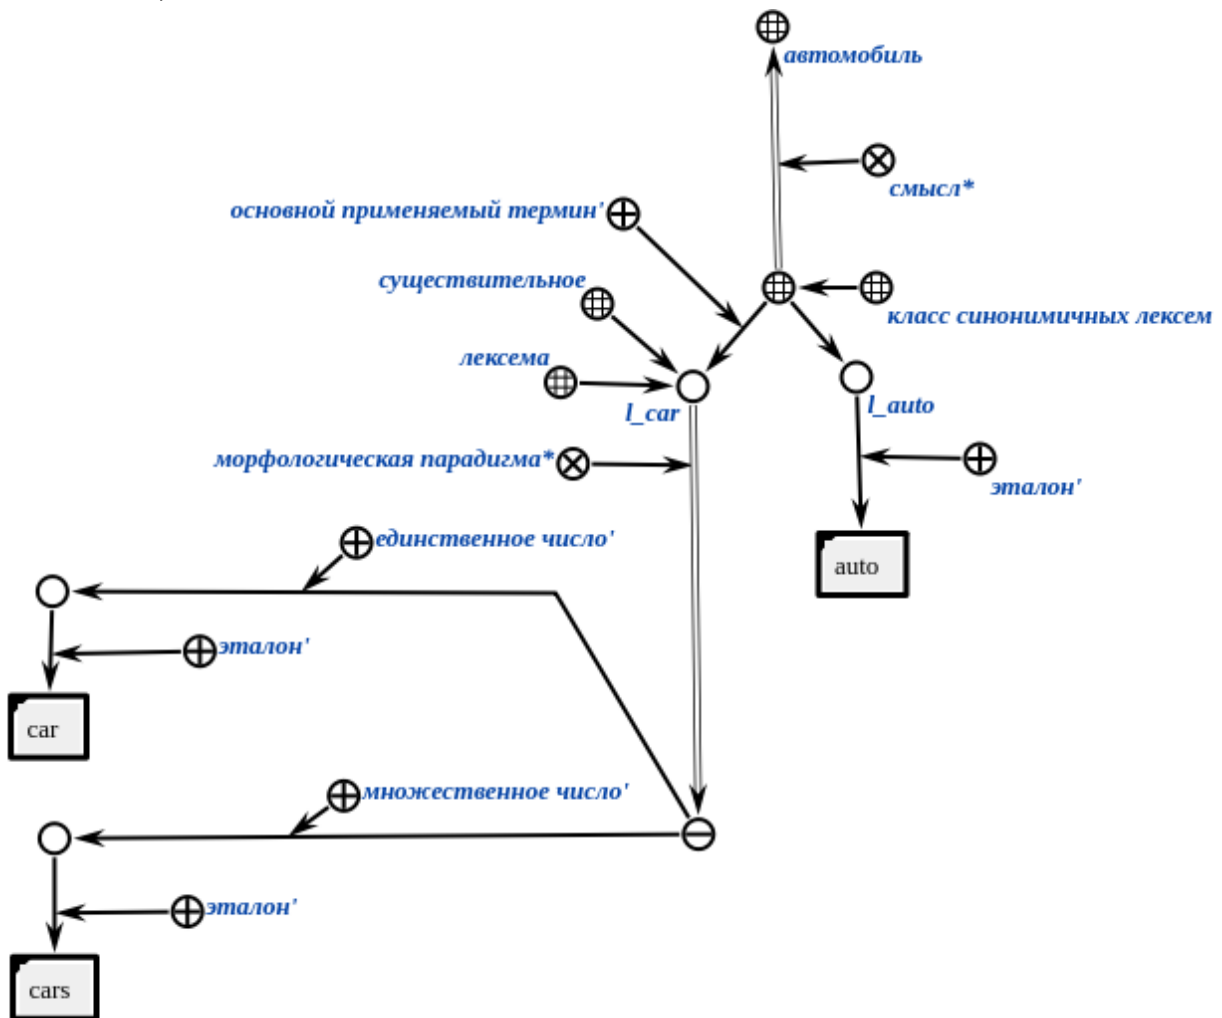 автомобиль
смысл*
основной применяемый термин'
существительное
класс синонимичных лексем
лексема
l_car
l_auto
морфологическая парадигма*
эталон'
единственное число'
auto
эталон'
car
множественное число'
эталон'
cars